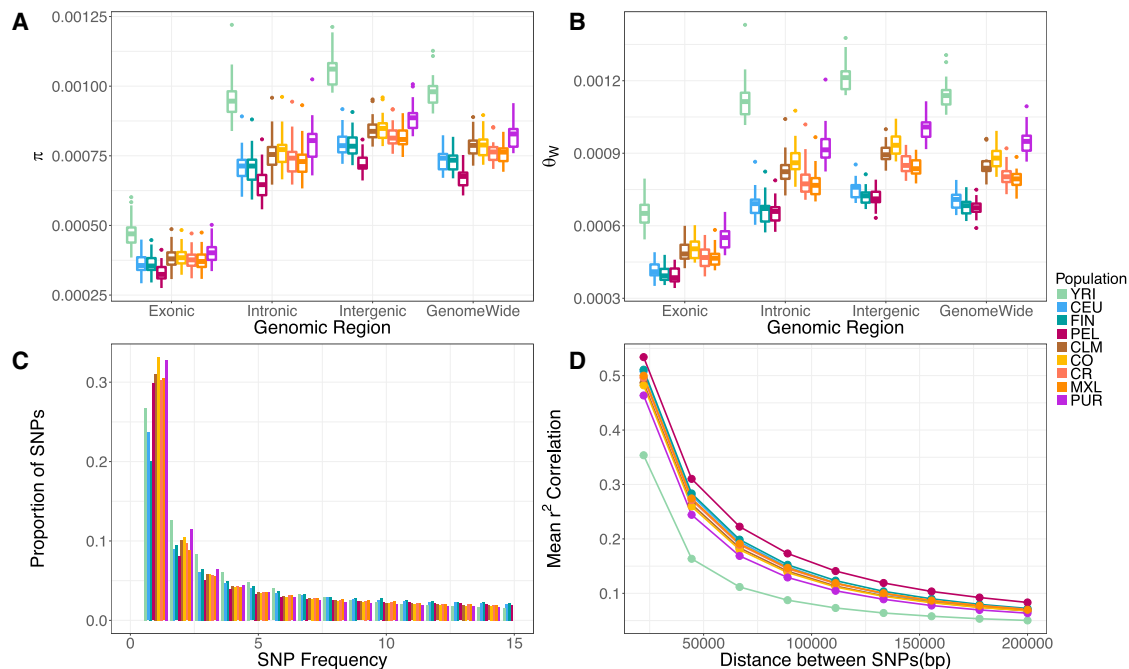 A
B
0.00125
0.00100
0.00075
0.00050
0.00025
π
Exonic
Intronic
Intergenic
GenomeWide
Genomic Region
0.0012
0.0009
0.0006
0.0003
θW
Exonic
Intronic
Intergenic
GenomeWide
Genomic Region
Population
YRI
CEU
FIN
PEL
CLM
CO
CR
MXL
PUR
C
D
0.3
0.2
0.1
0.0
Proportion of SNPs
0
5
10
15
SNP Frequency
0.5
0.4
0.3
0.2
0.1
Mean r² Correlation
50000
100000
150000
200000
Distance between SNPs(bp)